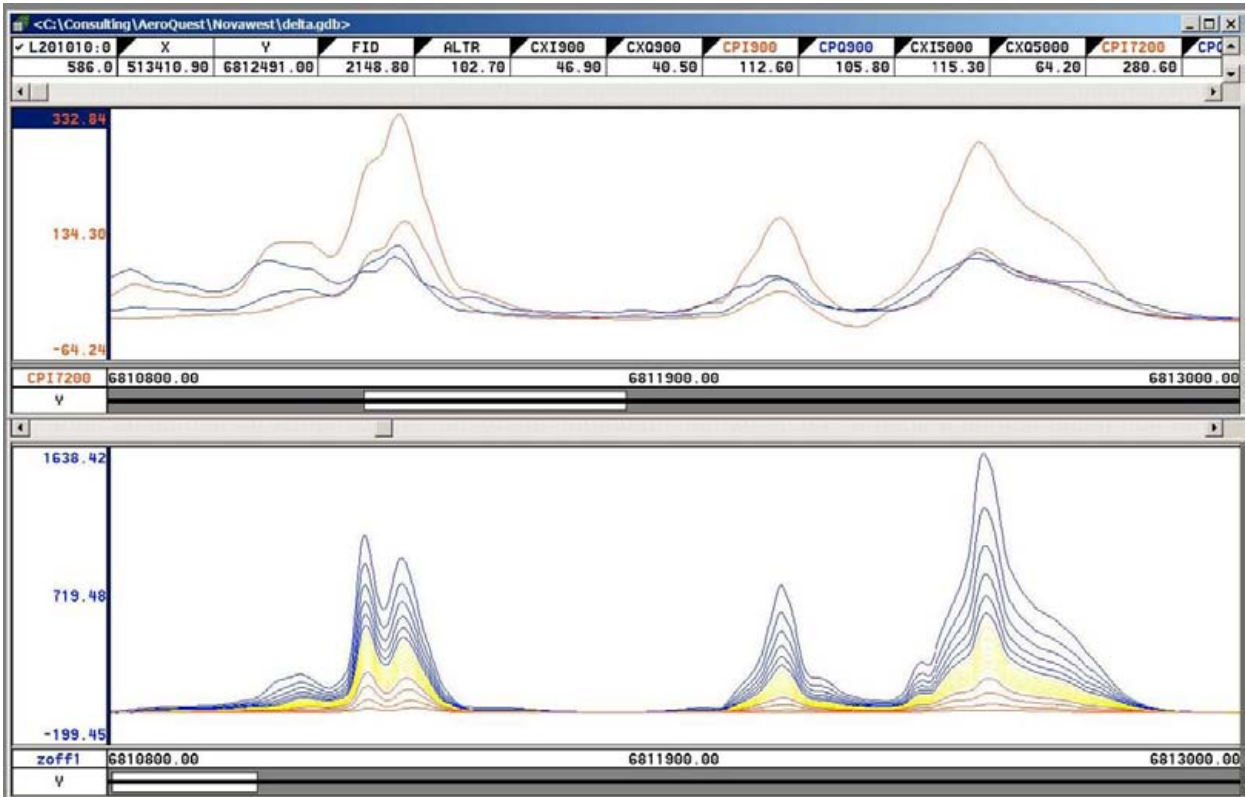 <C:\Consulting\AeroQuest\Novawest\delta.gdb>
L201010:0 X Y FID ALTR CXI900 CXQ900 CPI900 CPQ900 CXI5000 CXQ5000 CPI7200 CPQ
586.0 513410.90 6812491.00 2148.80 102.70 46.90 40.50 112.60 105.80 115.30 64.20 280.60
332.84
134.30
-64.24
CPI7200 6810800.00 6811900.00 6813000.00
Y
1638.42
719.48
-199.45
zoff1 6810800.00 6811900.00 6813000.00
Y